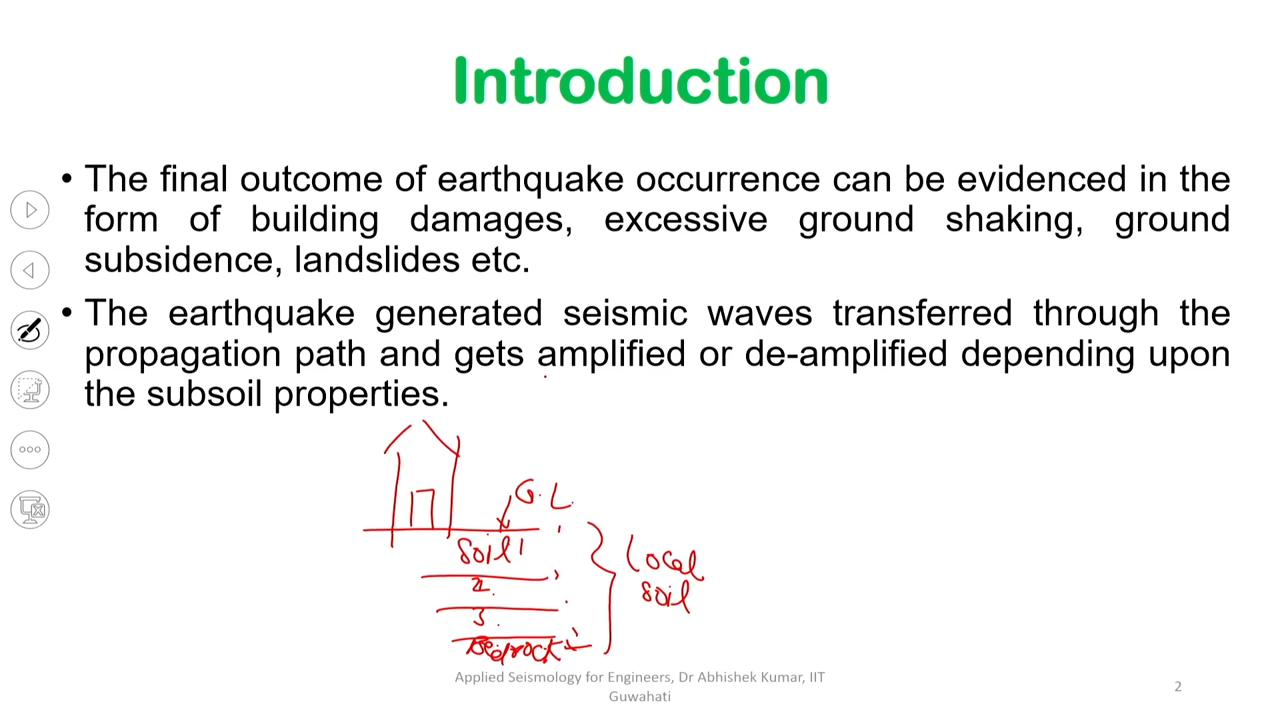 Introduction
• The final outcome of earthquake occurrence can be evidenced in the
form of building damages, excessive ground shaking, ground
subsidence, landslides etc.
• The earthquake generated seismic waves transferred through the
propagation path and gets amplified or de-amplified depending upon
the subsoil properties.
G.L
Soil 1
2
3
Bedrock
Local
soil
Applied Seismology for Engineers, Dr Abhishek Kumar, IIT
Guwahati
2